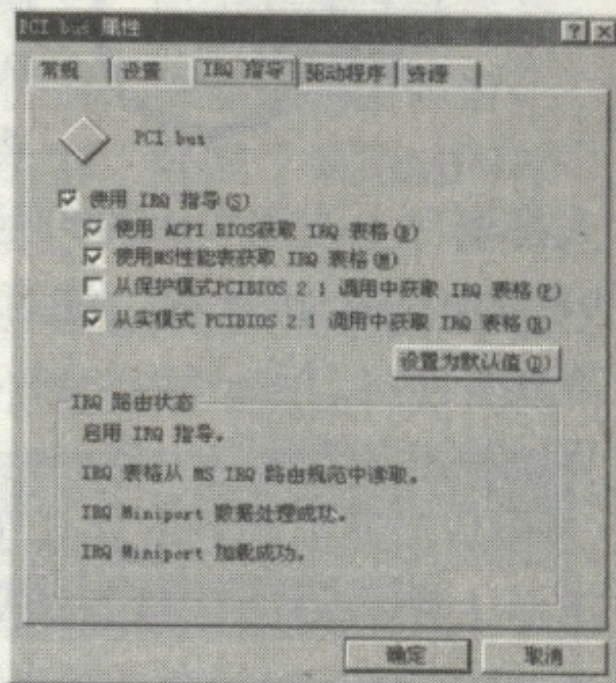 PCI bus 属性
常规 设置 IRQ 指导 驱动程序 资源
PCI bus
使用 IRQ 指导(S)
使用 ACPI BIOS获取 IRQ 表格(B)
使用MS性能表获取 IRQ 表格(M)
从保护模式PCIBIOS 2.1 调用中获取 IRQ 表格(P)
从实模式 PCIBIOS 2.1 调用中获取 IRQ 表格(R)
设置为默认值(D)
IRQ 路由状态
启用 IRQ 指导。
IRQ 表格从 MS IRQ 路由规范中读取。
IRQ Miniport 数据处理成功。
IRQ Miniport 加载成功。
确定 取消